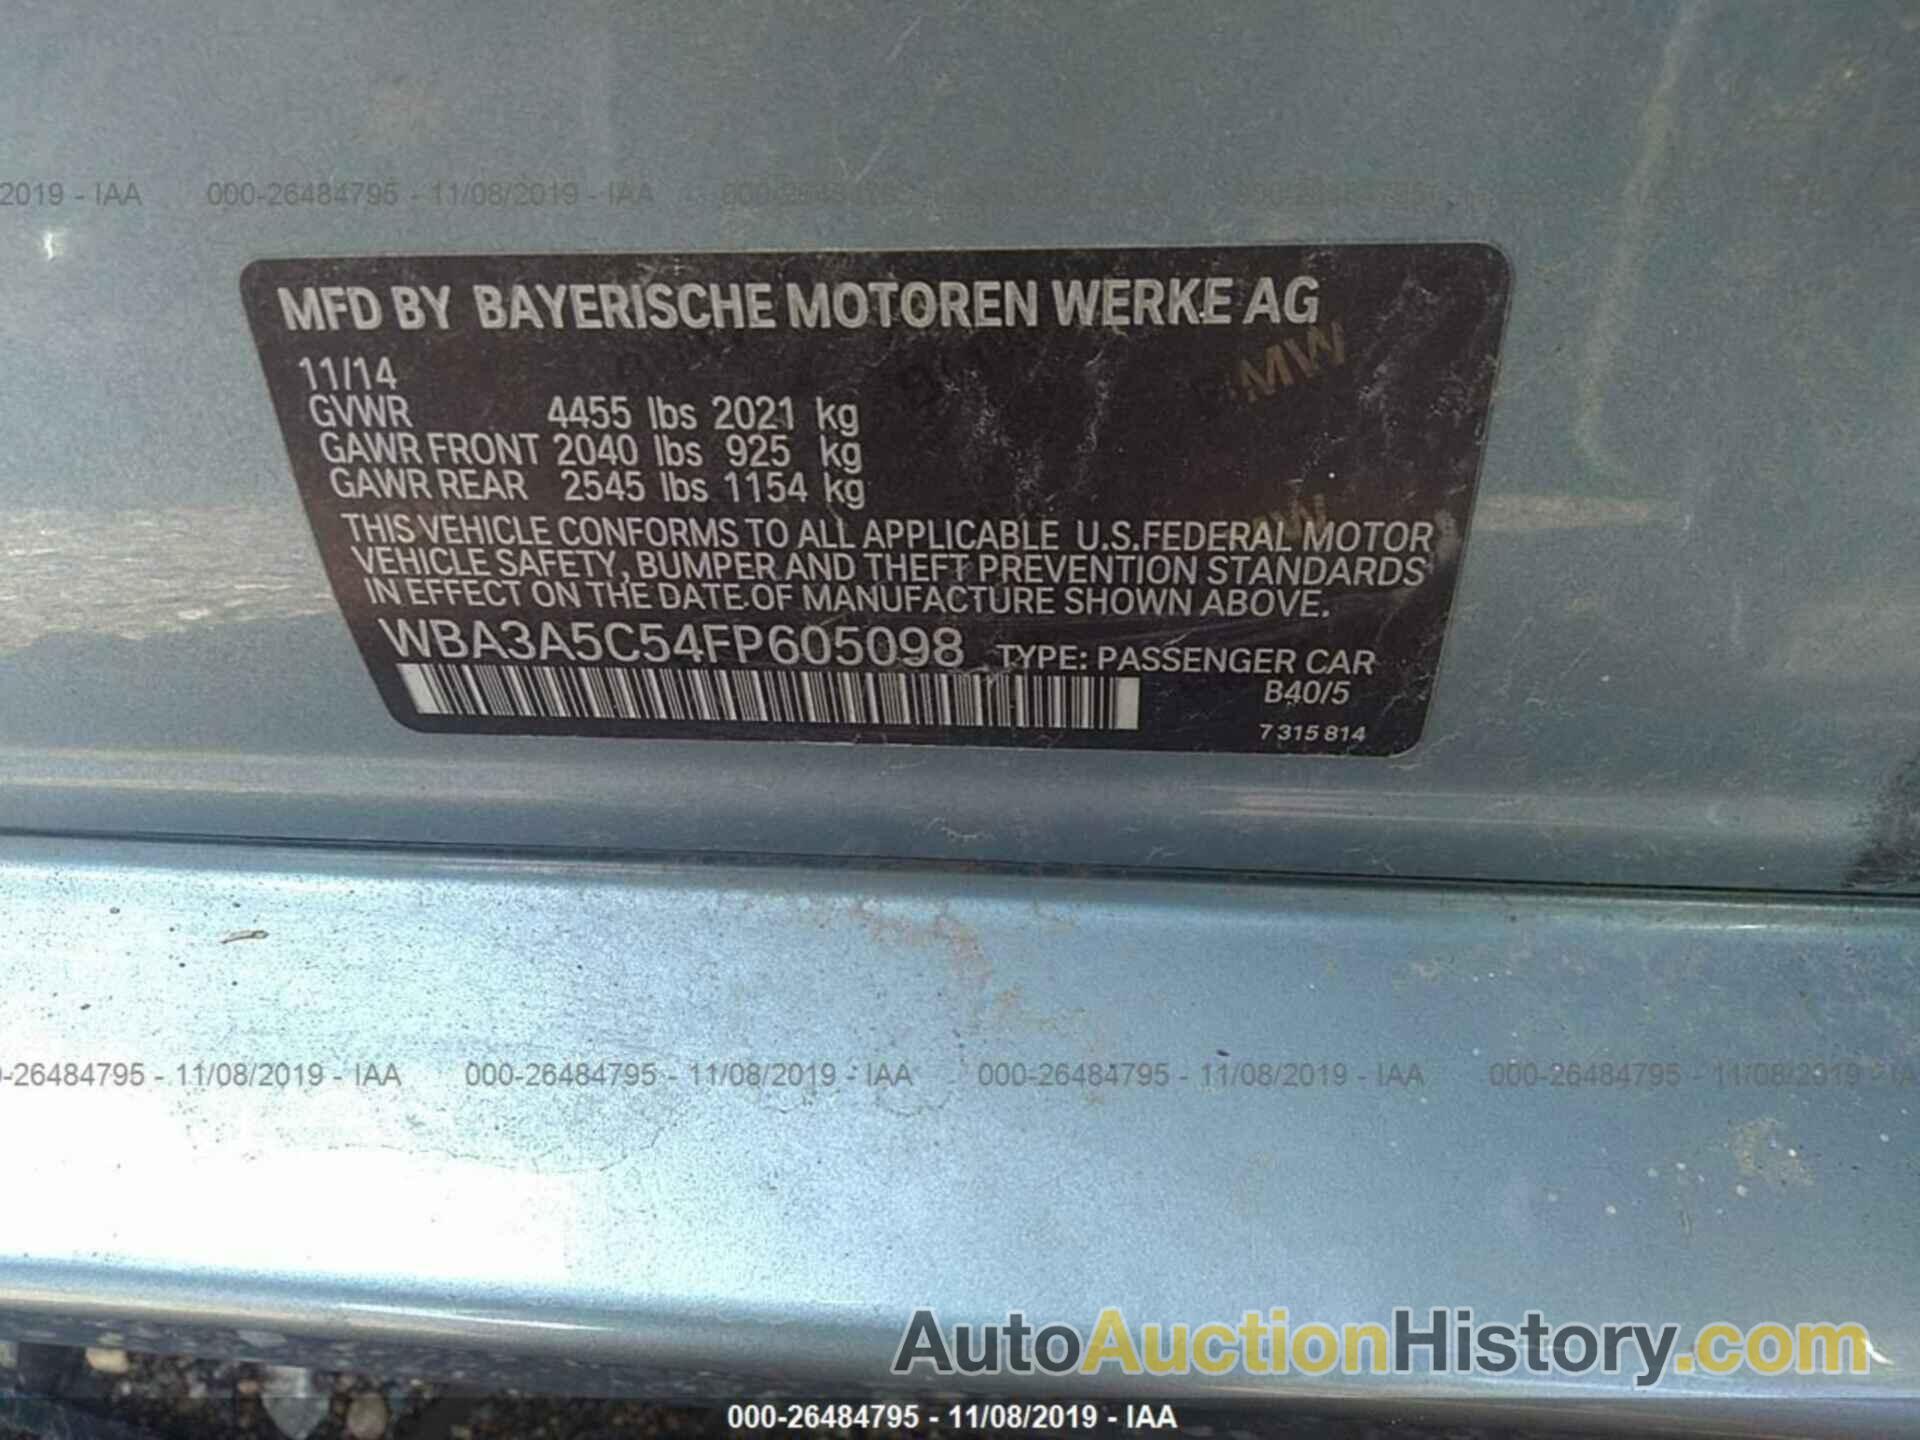 2019 - IAA 000-26484795 - 11/08/2019 - IAA
MFD BY BAYERISCHE MOTOREN WERKE AG
11/14
GVWR 4455 lbs 2021 kg
GAWR FRONT 2040 lbs 925 kg
GAWR REAR 2545 lbs 1154 kg
THIS VEHICLE CONFORMS TO ALL APPLICABLE U.S.FEDERAL MOTOR
VEHICLE SAFETY, BUMPER AND THEFT PREVENTION STANDARDS
IN EFFECT ON THE DATE OF MANUFACTURE SHOWN ABOVE.
WBA3A5C54FP605098 TYPE: PASSENGER CAR
B40/5
7 315 814
-26484795 - 11/08/2019 - IAA 000-26484795 - 11/08/2019 - IAA 000-26484795 - 11/08/2019 - IAA 000-26484795 - 11/08/2019 - IA
AutoAuctionHistory.com
000-26484795 - 11/08/2019 - IAA